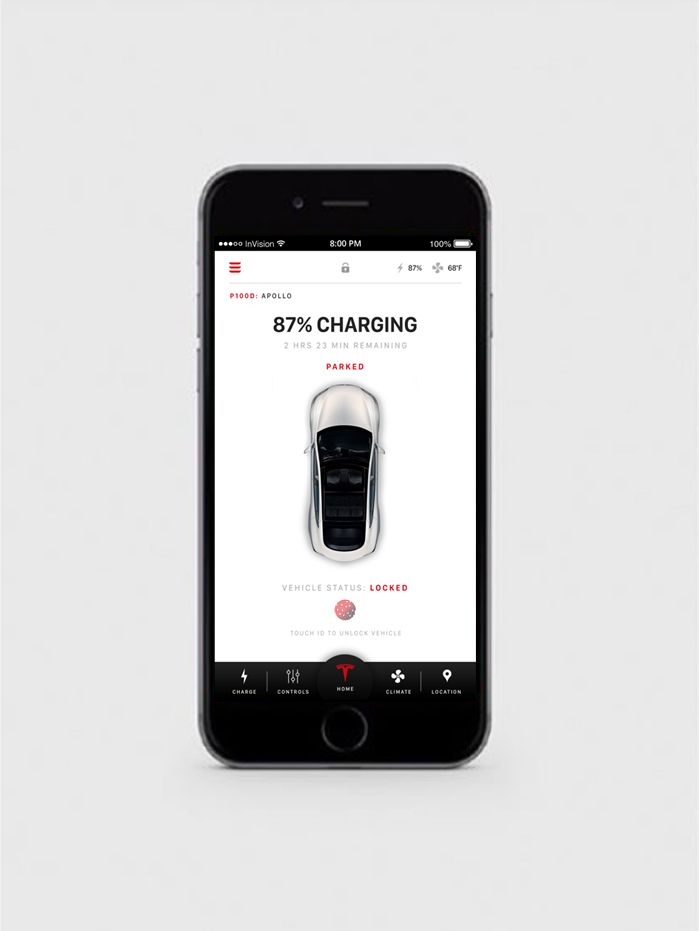 InVision 8:00 PM 100%
87% 68°F
P100D: APOLLO
87% CHARGING
2 HRS 23 MIN REMAINING
PARKED
VEHICLE STATUS: LOCKED
TOUCH ID TO UNLOCK VEHICLE
CHARGE CONTROLS HOME CLIMATE LOCATION